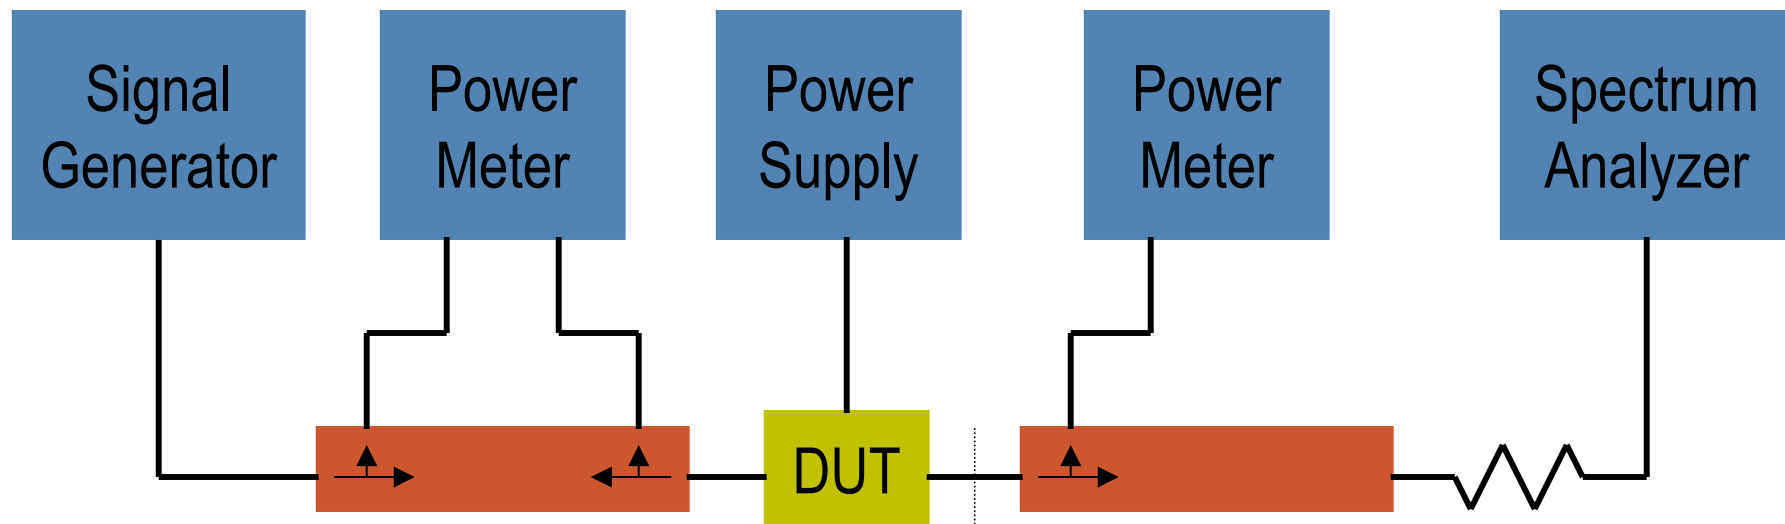 Signal
Generator
Power
Meter
Power
Supply
Power
Meter
Spectrum
Analyzer
DUT